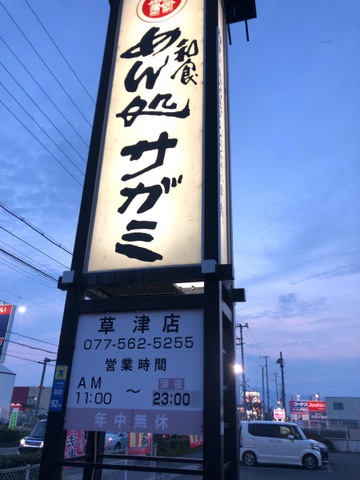 和食
めん処 サガミ
草津店
077-562-5255
営業時間
AM 深夜
11:00 ～ 23:00
年中無休